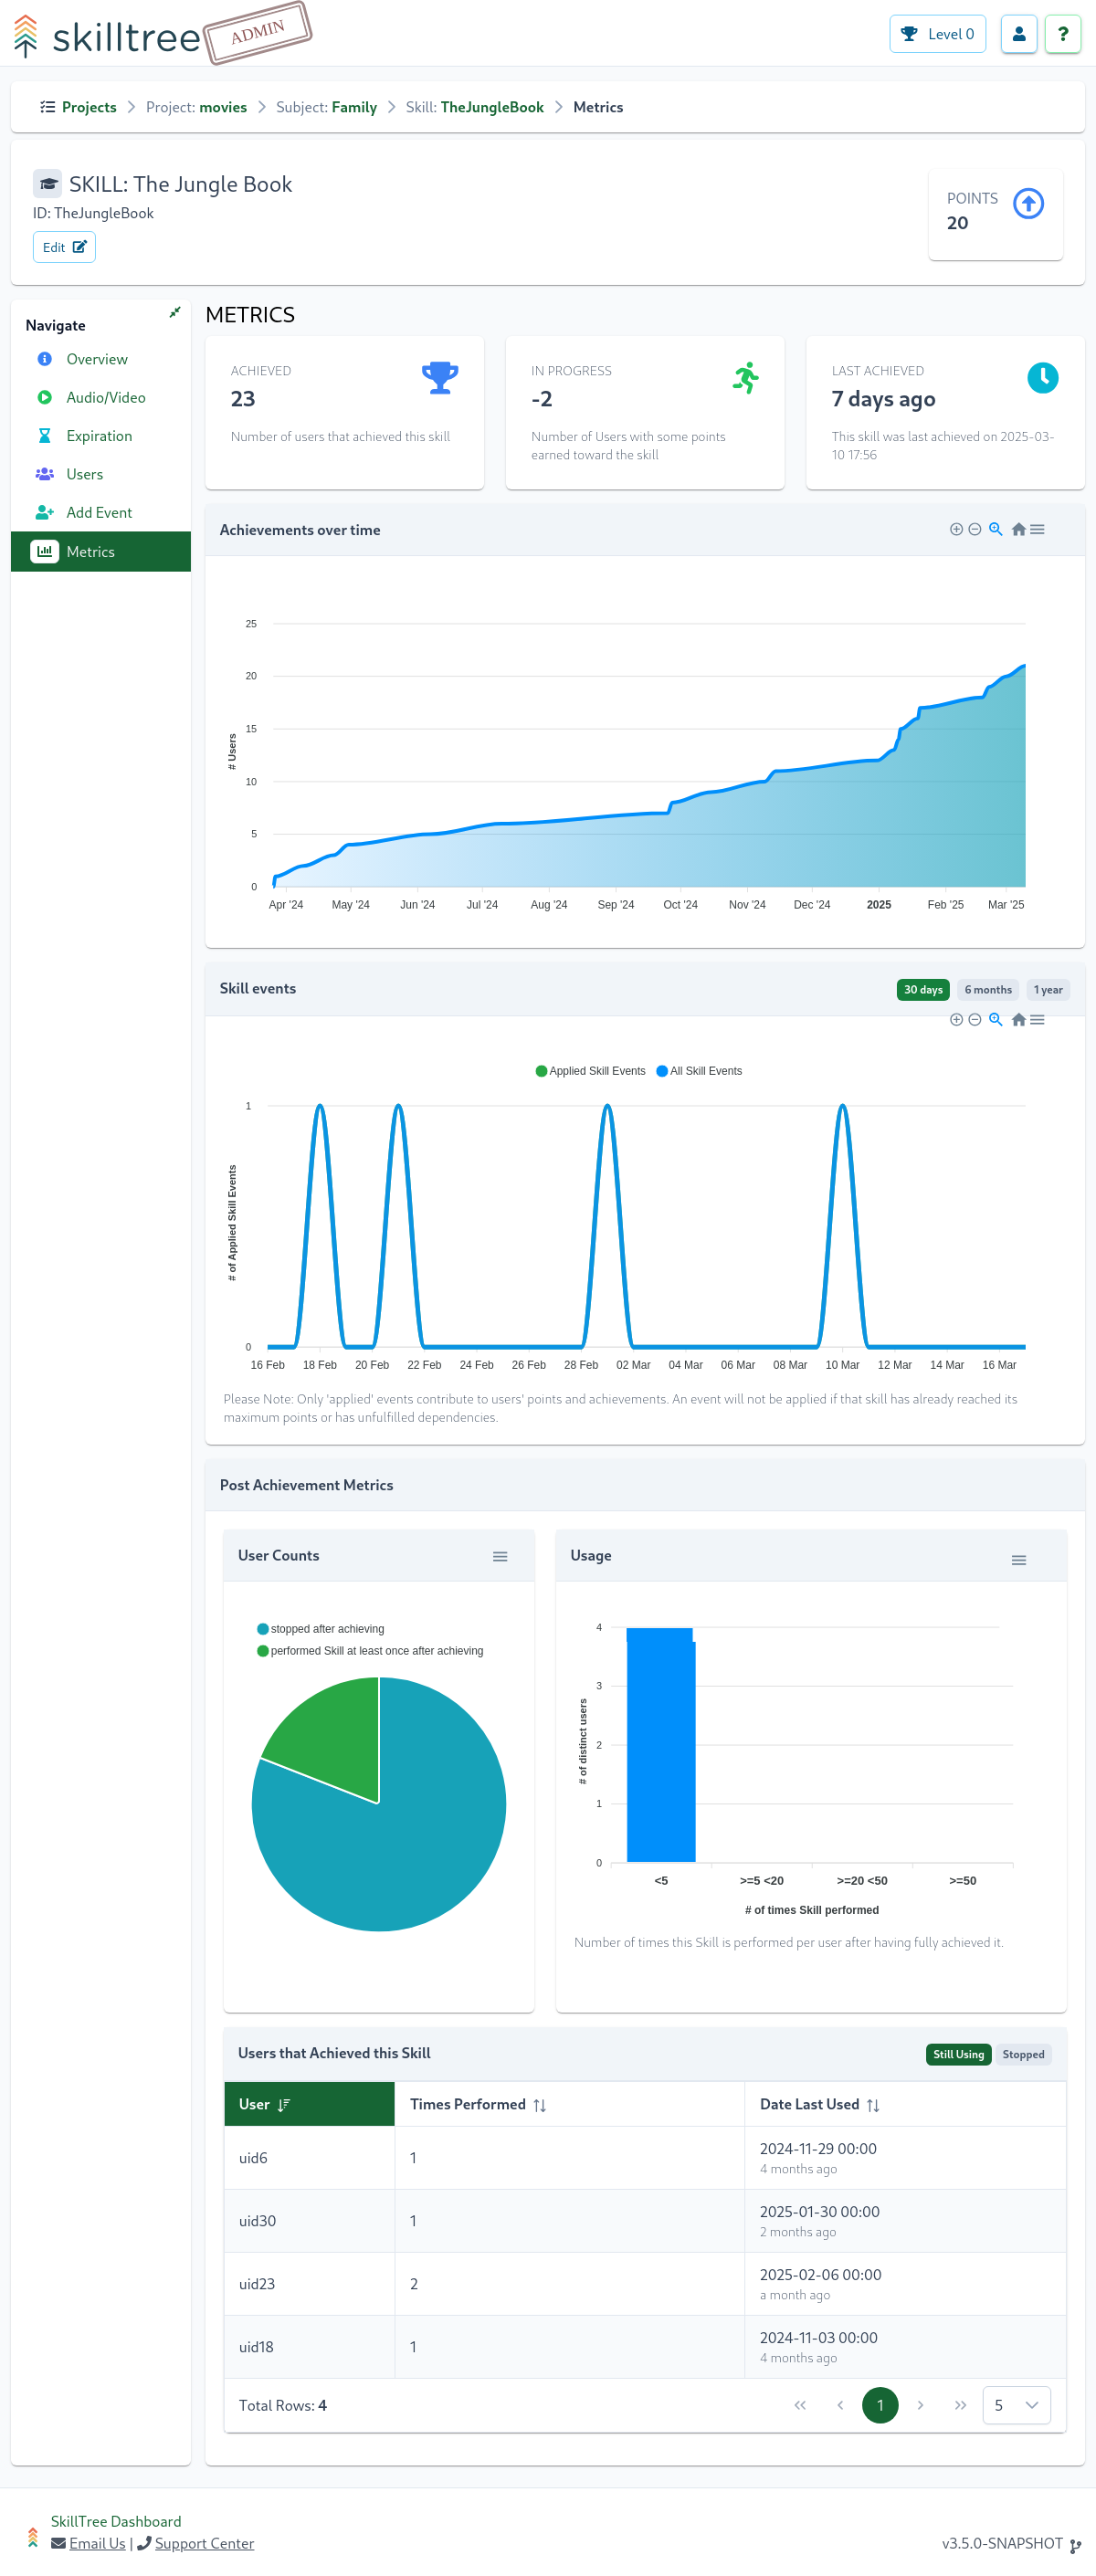 skilltree ADMIN
Level 0
?
Projects > Project: movies > Subject: Family > Skill: TheJungleBook > Metrics
SKILL: The Jungle Book
ID: TheJungleBook
Edit
POINTS
20
Navigate
Overview
Audio/Video
Expiration
Users
Add Event
Metrics
METRICS
ACHIEVED
23
Number of users that achieved this skill
IN PROGRESS
-2
Number of Users with some points
earned toward the skill
LAST ACHIEVED
7 days ago
This skill was last achieved on 2025-03-
10 17:56
Achievements over time
# Users
25
20
15
10
5
0
Apr '24 May '24 Jun '24 Jul '24 Aug '24 Sep '24 Oct '24 Nov '24 Dec '24 2025 Feb '25 Mar '25
Skill events
30 days 6 months 1 year
Applied Skill Events All Skill Events
# of Applied Skill Events
1
0
16 Feb 18 Feb 20 Feb 22 Feb 24 Feb 26 Feb 28 Feb 02 Mar 04 Mar 06 Mar 08 Mar 10 Mar 12 Mar 14 Mar 16 Mar
Please Note: Only 'applied' events contribute to users' points and achievements. An event will not be applied if that skill has already reached its
maximum points or has unfulfilled dependencies.
Post Achievement Metrics
User Counts
stopped after achieving
performed Skill at least once after achieving
Usage
# of distinct users
4
3
2
1
0
<5 >=5 <20 >=20 <50 >=50
# of times Skill performed
Number of times this Skill is performed per user after having fully achieved it.
Users that Achieved this Skill
Still Using Stopped
User Times Performed Date Last Used
uid6 1 2024-11-29 00:00
4 months ago
uid30 1 2025-01-30 00:00
2 months ago
uid23 2 2025-02-06 00:00
a month ago
uid18 1 2024-11-03 00:00
4 months ago
Total Rows: 4
1
5
SkillTree Dashboard
Email Us | Support Center
v3.5.0-SNAPSHOT